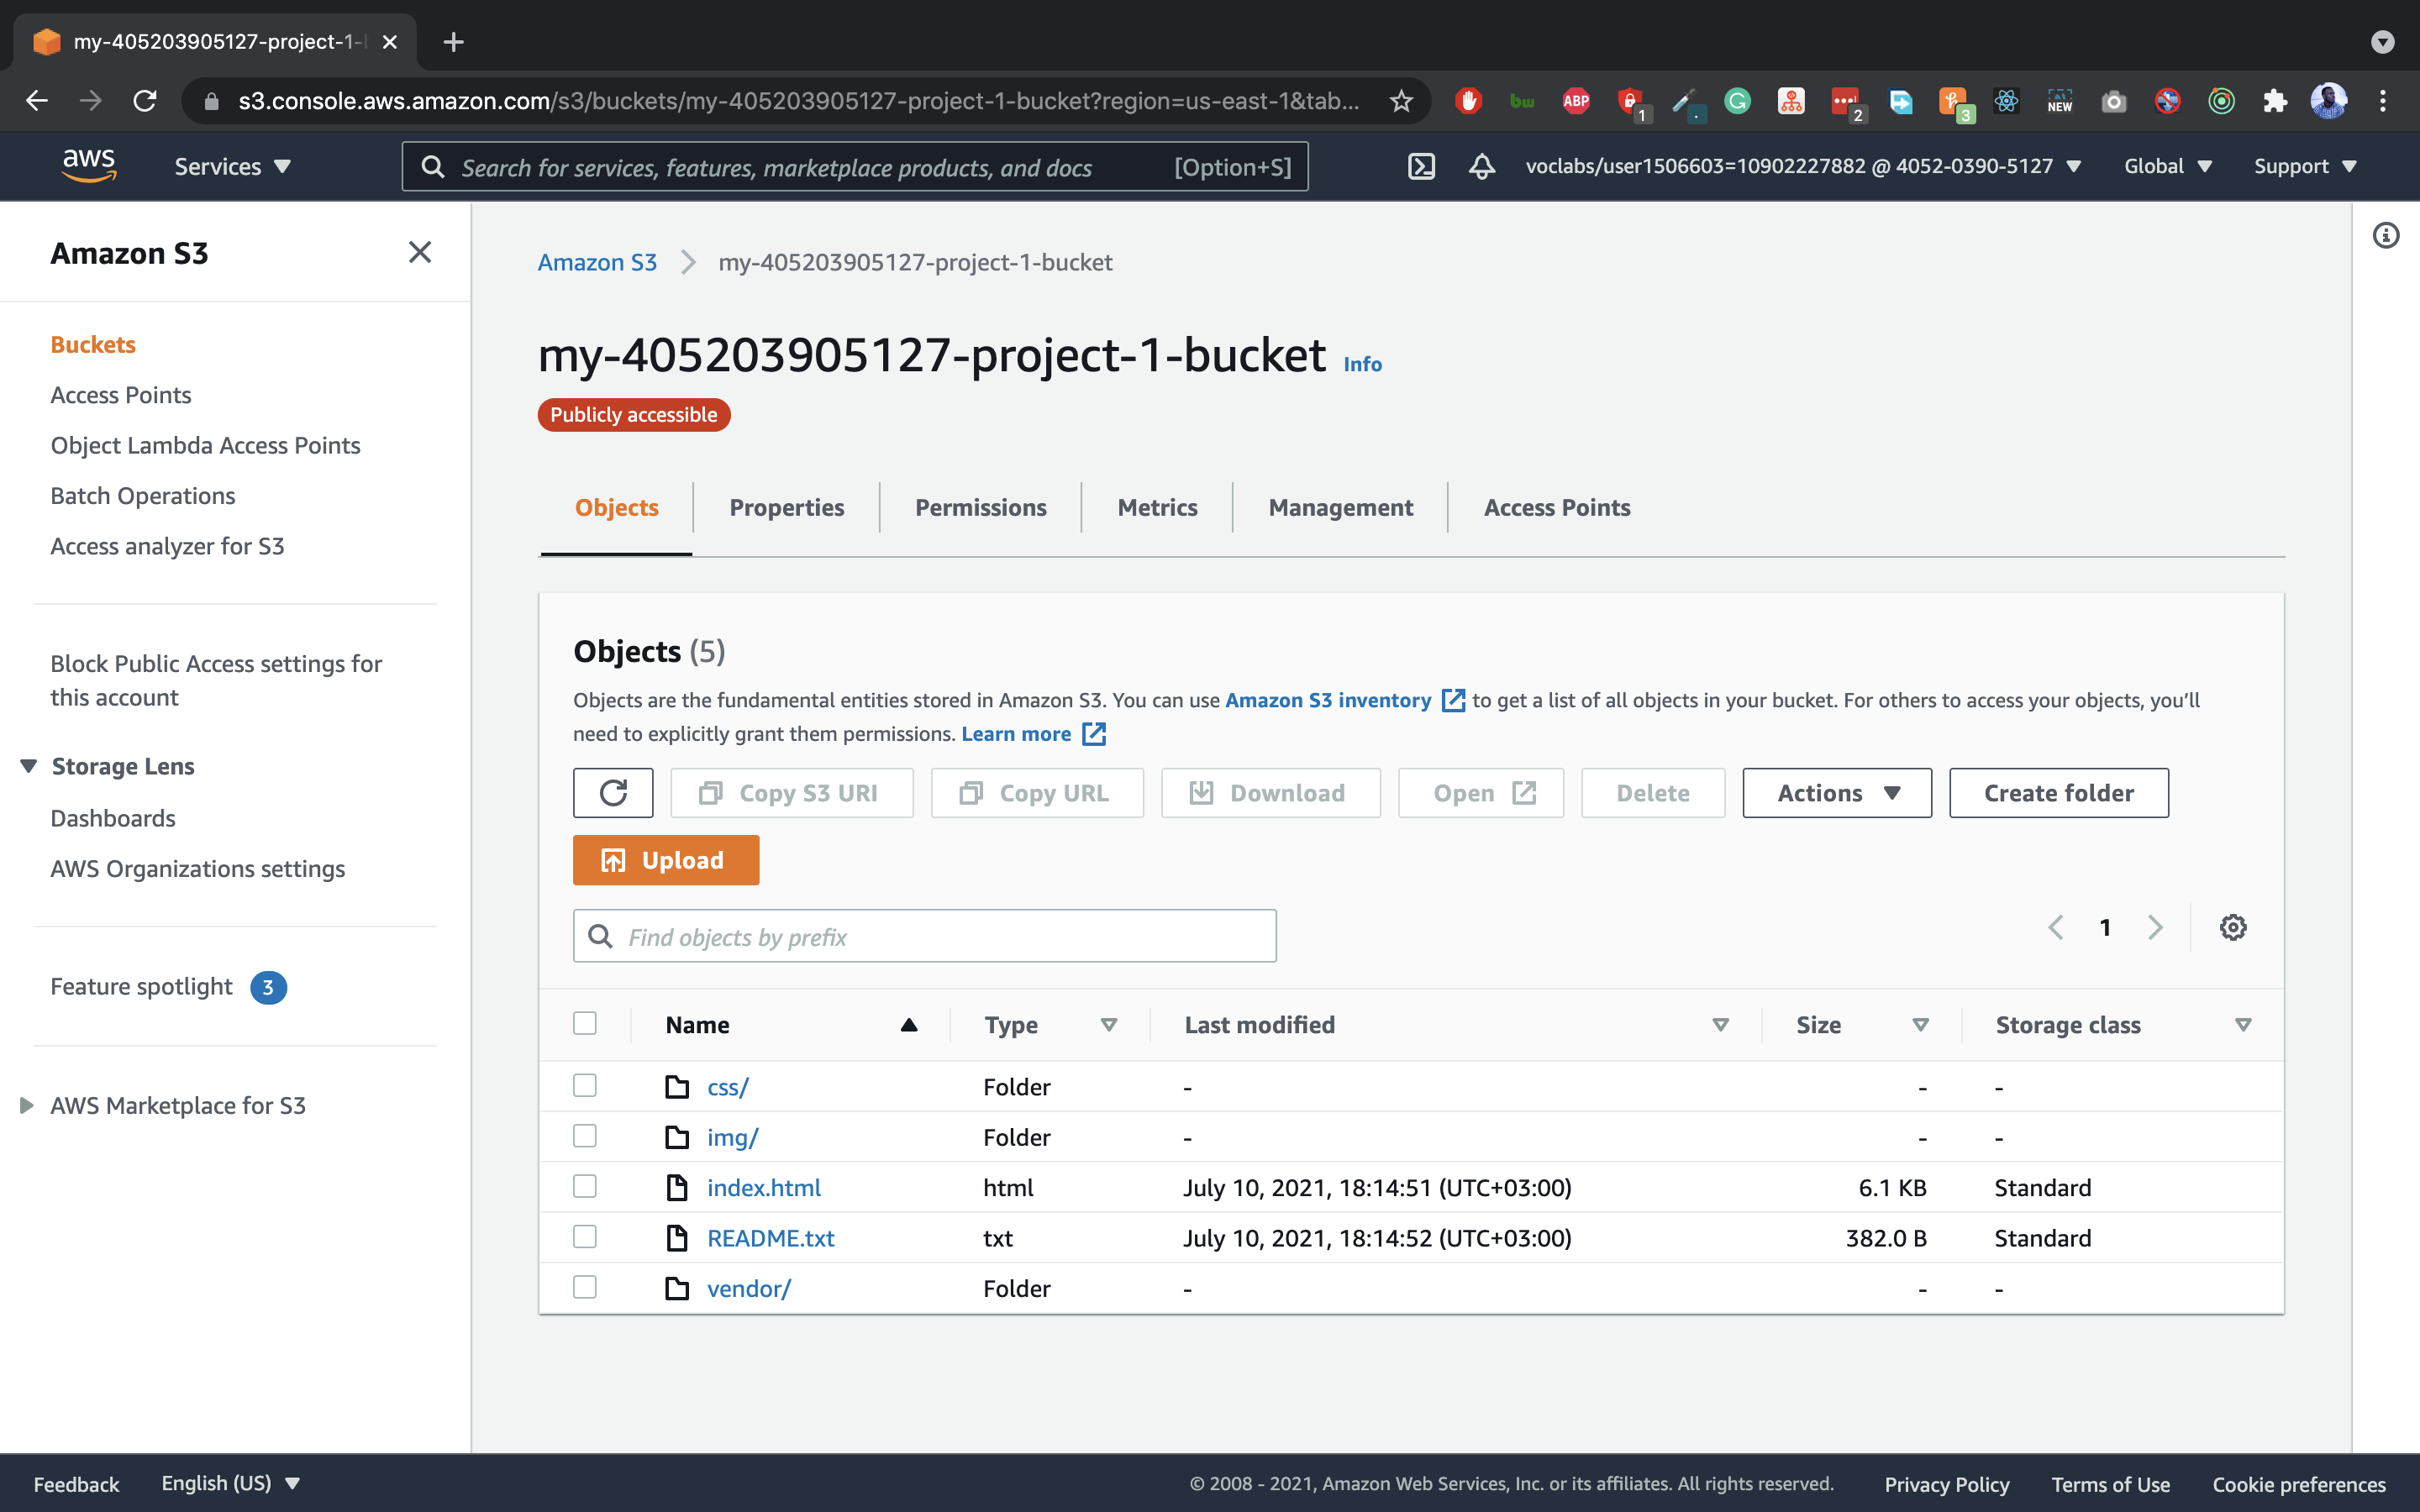 my-405203905127-project-1-
s3.console.aws.amazon.com/s3/buckets/my-405203905127-project-1-bucket?region=us-east-1&tab...
bw
ABP
1
2
3
NEW
aws
Services
Search for services, features, marketplace products, and docs
[Option+S]
voclabs/user1506603=10902227882 @ 4052-0390-5127
Global
Support
Amazon S3
Buckets
Access Points
Object Lambda Access Points
Batch Operations
Access analyzer for S3
Block Public Access settings for
this account
Storage Lens
Dashboards
AWS Organizations settings
Feature spotlight 3
AWS Marketplace for S3
Amazon S3
my-405203905127-project-1-bucket
my-405203905127-project-1-bucket Info
Publicly accessible
Objects
Properties
Permissions
Metrics
Management
Access Points
Objects (5)
Objects are the fundamental entities stored in Amazon S3. You can use Amazon S3 inventory to get a list of all objects in your bucket. For others to access your objects, you'll
need to explicitly grant them permissions. Learn more
Copy S3 URI
Copy URL
Download
Open
Delete
Actions
Create folder
Upload
Find objects by prefix
1
Name Type Last modified Size Storage class
css/ Folder - - -
img/ Folder - - -
index.html html July 10, 2021, 18:14:51 (UTC+03:00) 6.1 KB Standard
README.txt txt July 10, 2021, 18:14:52 (UTC+03:00) 382.0 B Standard
vendor/ Folder - - -
Feedback
English (US)
© 2008 - 2021, Amazon Web Services, Inc. or its affiliates. All rights reserved.
Privacy Policy
Terms of Use
Cookie preferences